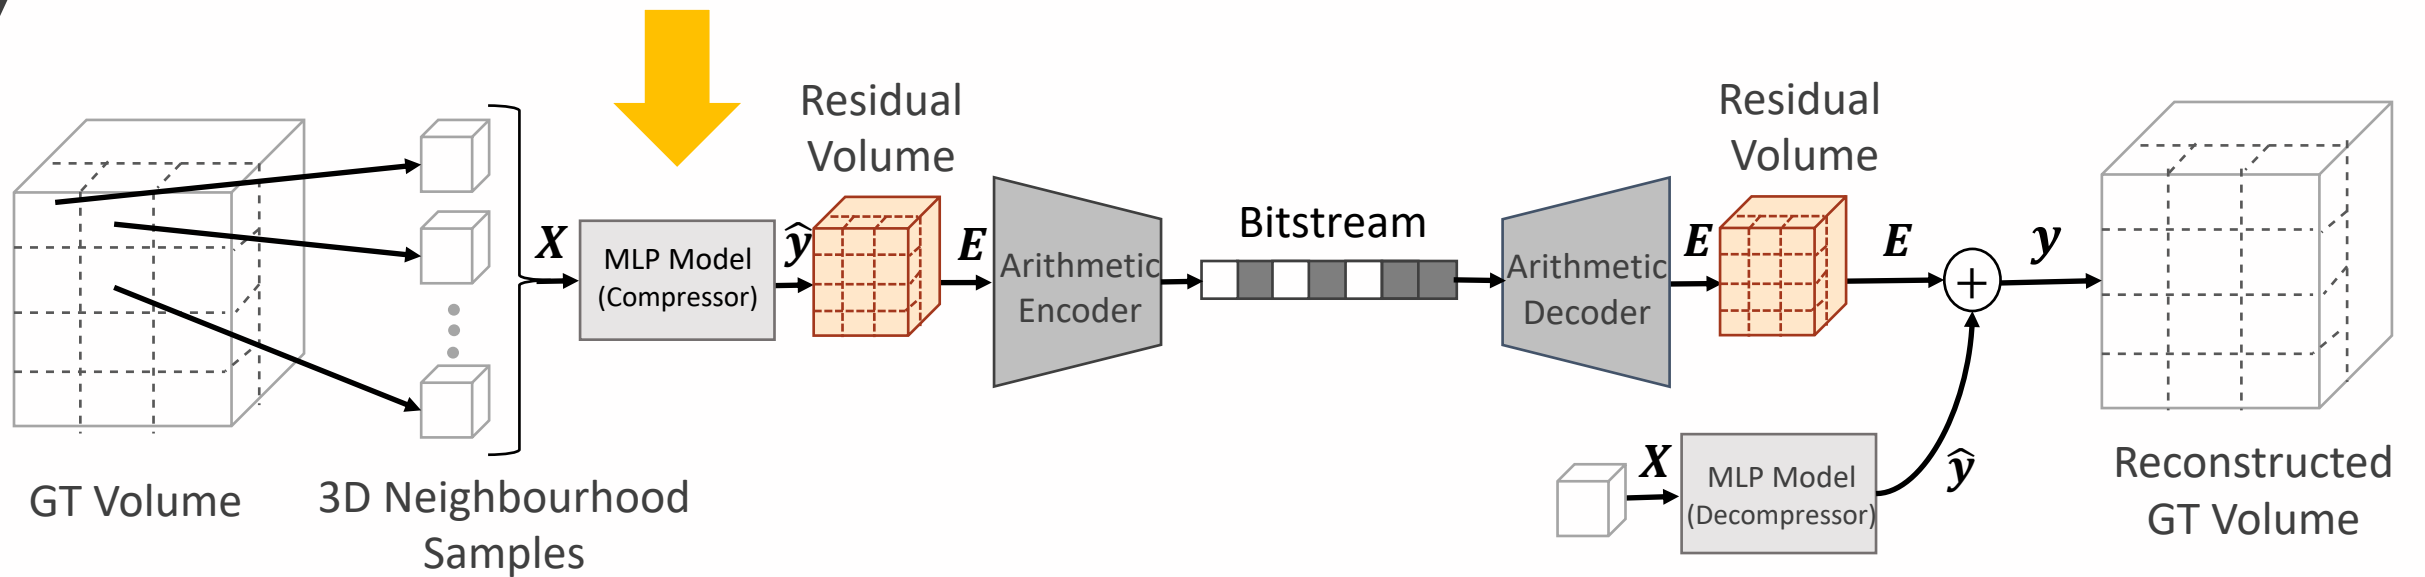 GT Volume
3D Neighbourhood
Samples
X
MLP Model
(Compressor)
ŷ
Residual
Volume
E
Arithmetic
Encoder
Bitstream
Arithmetic
Decoder
E
Residual
Volume
E
+
y
X
MLP Model
(Decompressor)
ŷ
Reconstructed
GT Volume